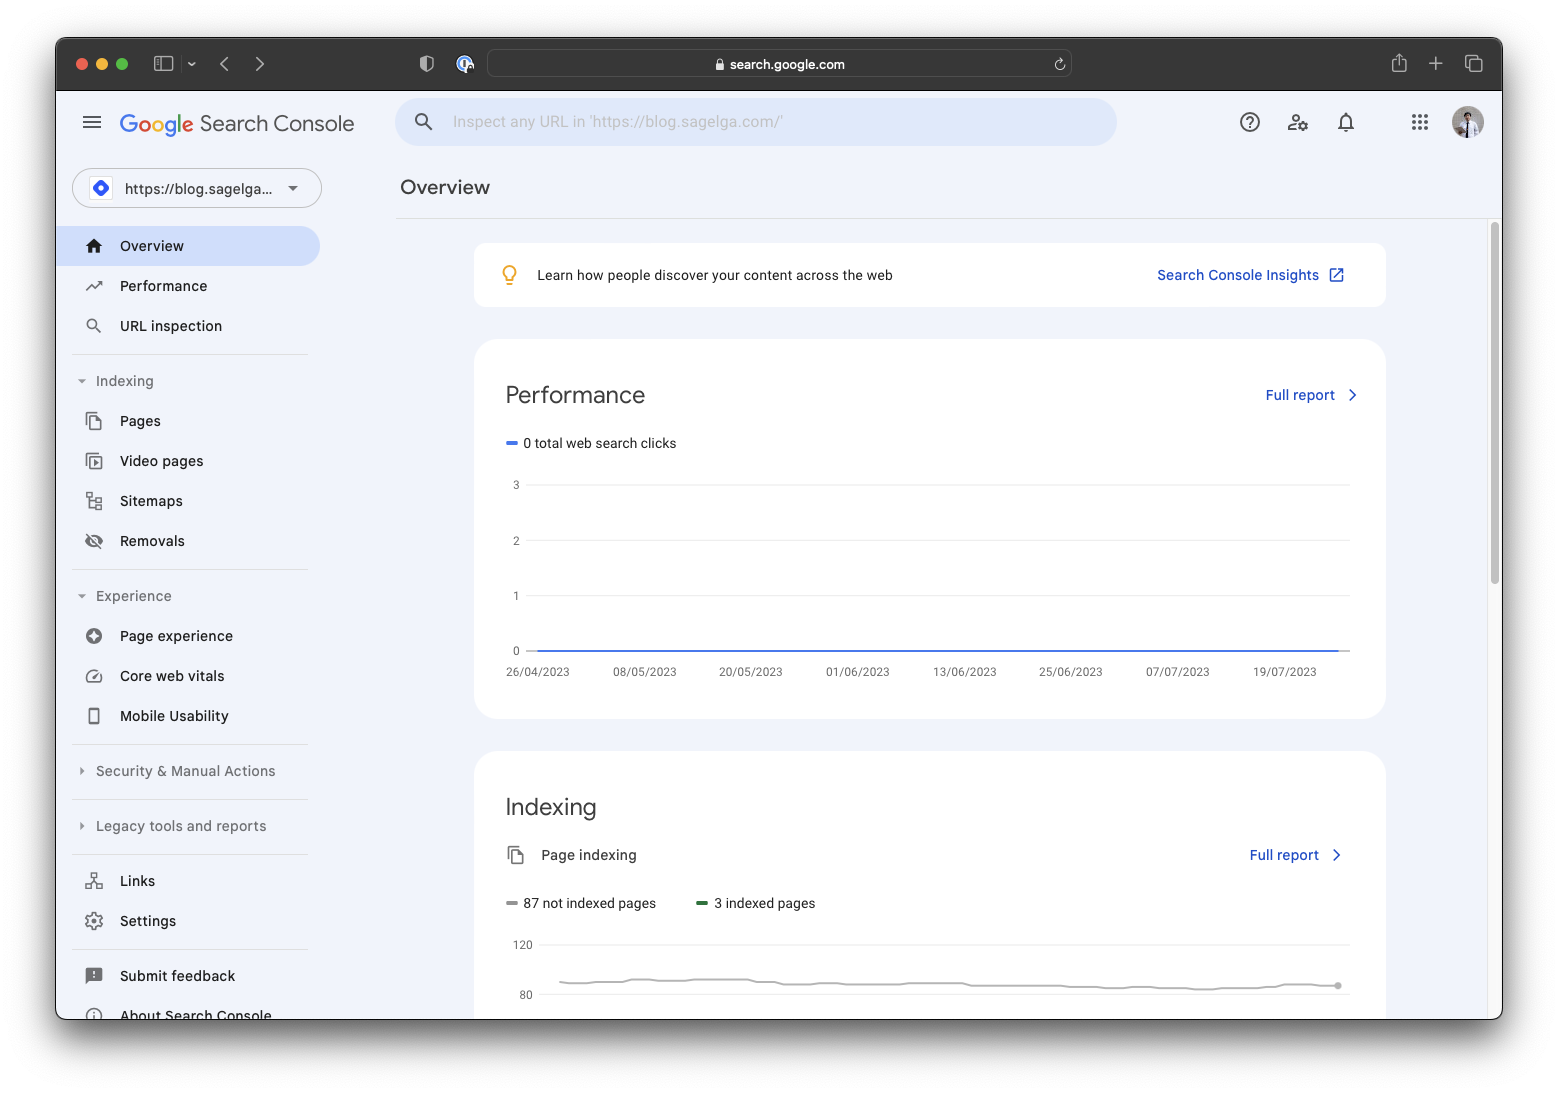 search.google.com
Google Search Console
Inspect any URL in 'https://blog.sagelga.com/'
https://blog.sagelga...
Overview
Overview
Performance
URL inspection
Indexing
Pages
Video pages
Sitemaps
Removals
Experience
Page experience
Core web vitals
Mobile Usability
Security & Manual Actions
Legacy tools and reports
Links
Settings
Submit feedback
About Search Console
Learn how people discover your content across the web
Search Console Insights
Performance
Full report
0 total web search clicks
3
2
1
0
26/04/2023 08/05/2023 20/05/2023 01/06/2023 13/06/2023 25/06/2023 07/07/2023 19/07/2023
Indexing
Page indexing
Full report
87 not indexed pages 3 indexed pages
120
80